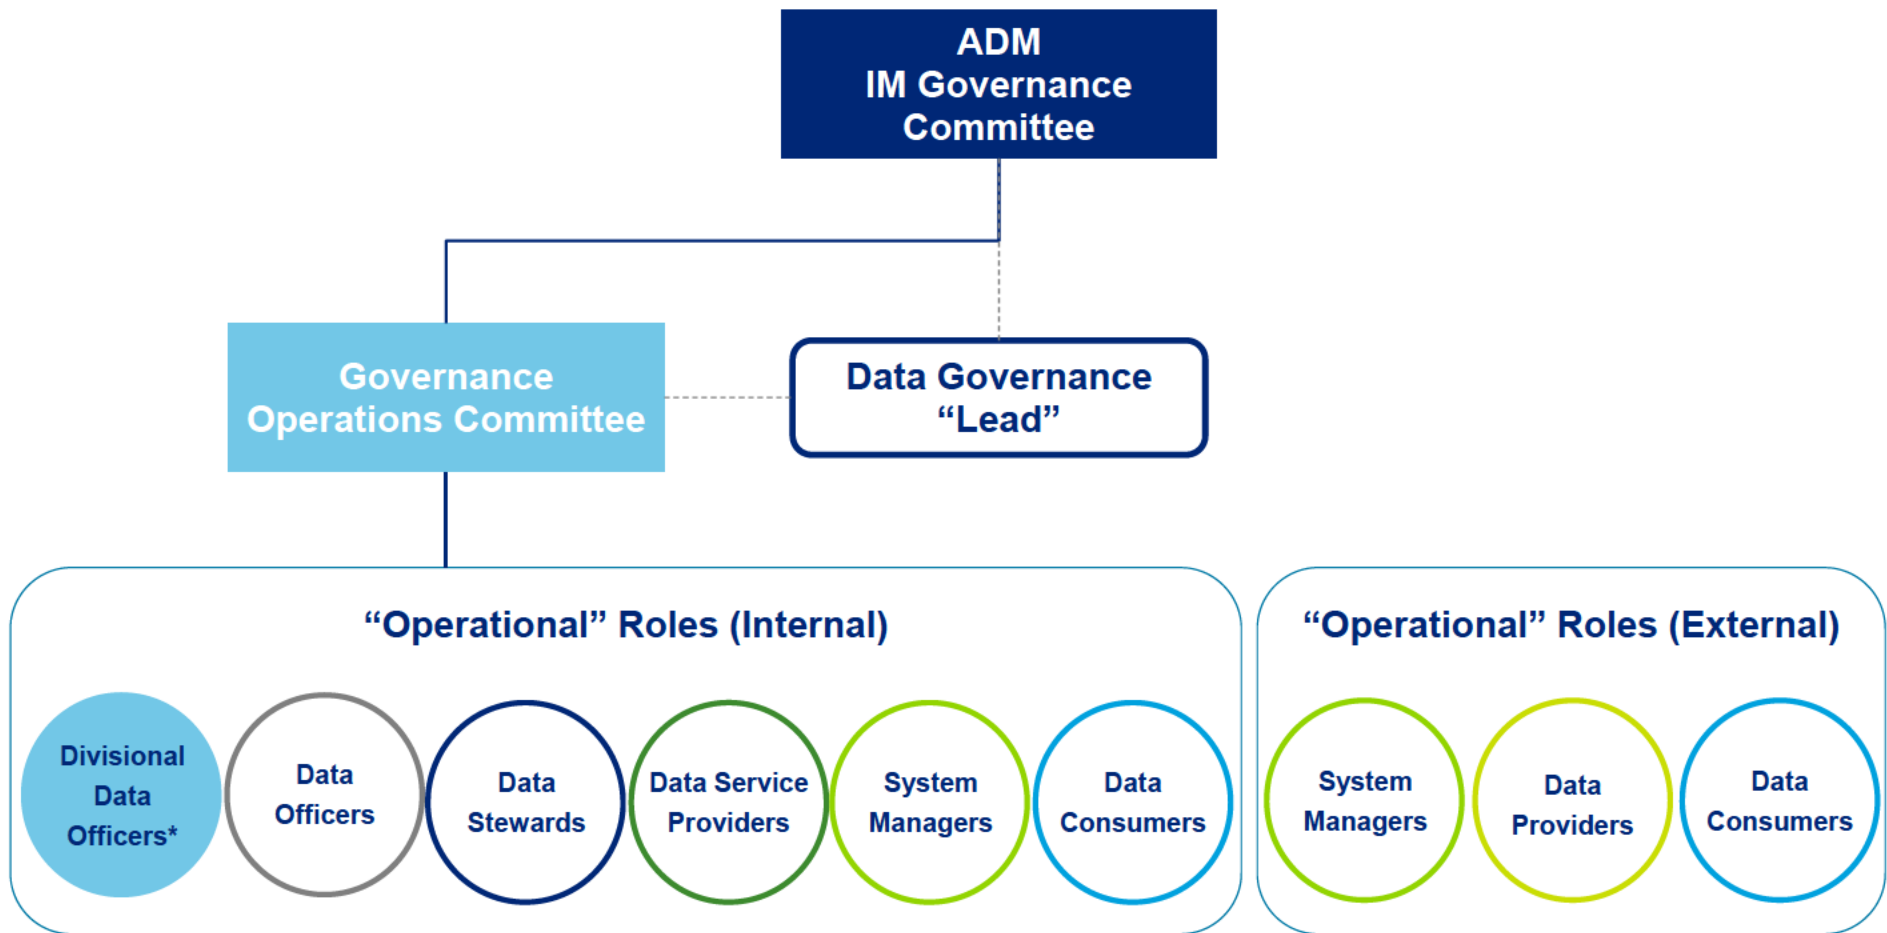 ADM
IM Governance
Committee
Governance
Operations Committee
Data Governance
“Lead”
“Operational” Roles (Internal)
Divisional
Data
Officers*
Data
Officers
Data
Stewards
Data Service
Providers
System
Managers
Data
Consumers
“Operational” Roles (External)
System
Managers
Data
Providers
Data
Consumers